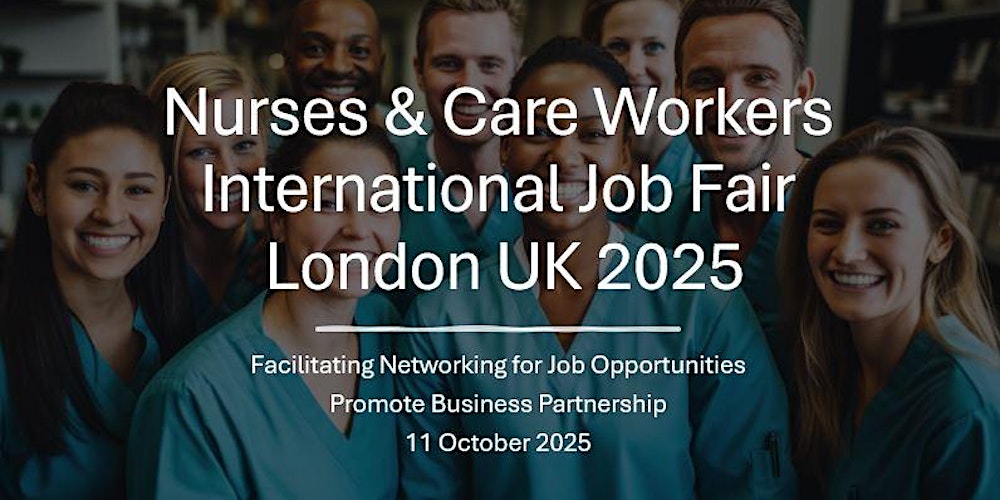 Nurses & Care Workers
International Job Fair
London UK 2025
Facilitating Networking for Job Opportunities
Promote Business Partnership
11 October 2025